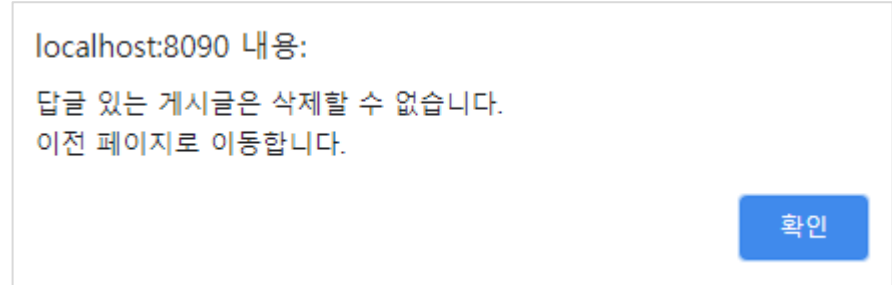 localhost:8090 내용:
답글 있는 게시글은 삭제할 수 없습니다.
이전 페이지로 이동합니다.
확인